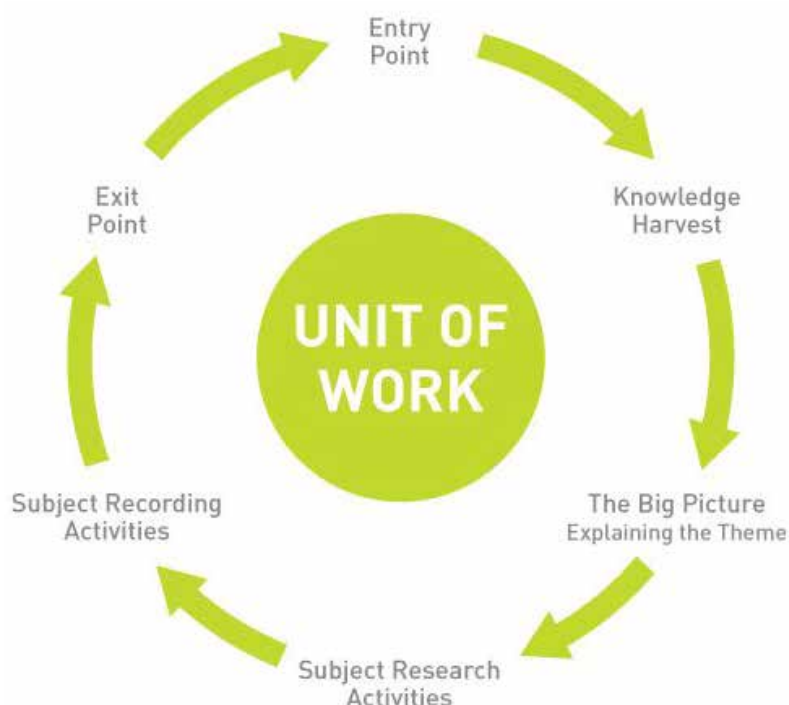 Entry
Point
Knowledge
Harvest
The Big Picture
Explaining the Theme
Subject Research
Activities
Subject Recording
Activities
Exit
Point
UNIT OF
WORK